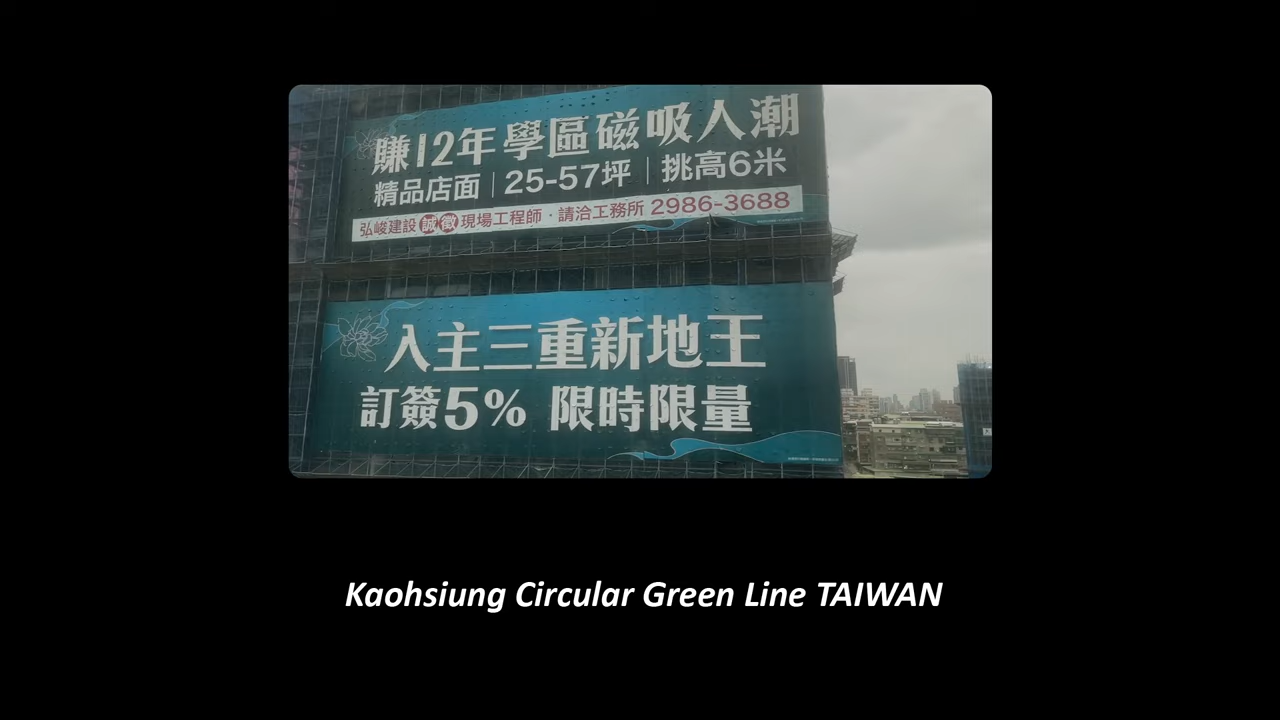 賺12年學區磁吸人潮
精品店面|25-57坪|挑高6米
弘峻建設誠徵現場工程師·請洽工務所 2986-3688
入主三重新地王
訂簽5% 限時限量
Kaohsiung Circular Green Line TAIWAN